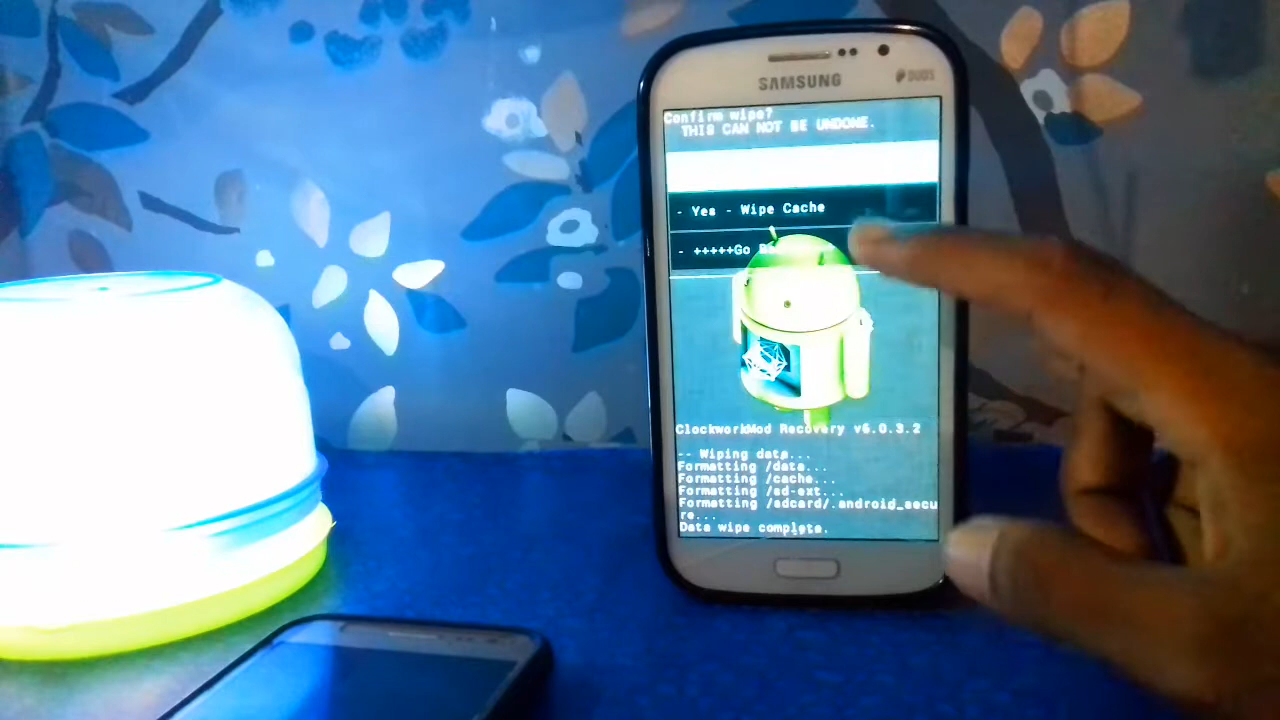 SAMSUNG
DUOS
Confirm wipe?
THIS CAN NOT BE UNDONE.
- Yes - Wipe Cache
- +++++Go
ClockworkMod Recovery v6.0.3.2
-- Wiping data...
Formatting /data...
Formatting /cache...
Formatting /sd-ext...
Formatting /sdcard/.android_secu
re...
Data wipe complete.